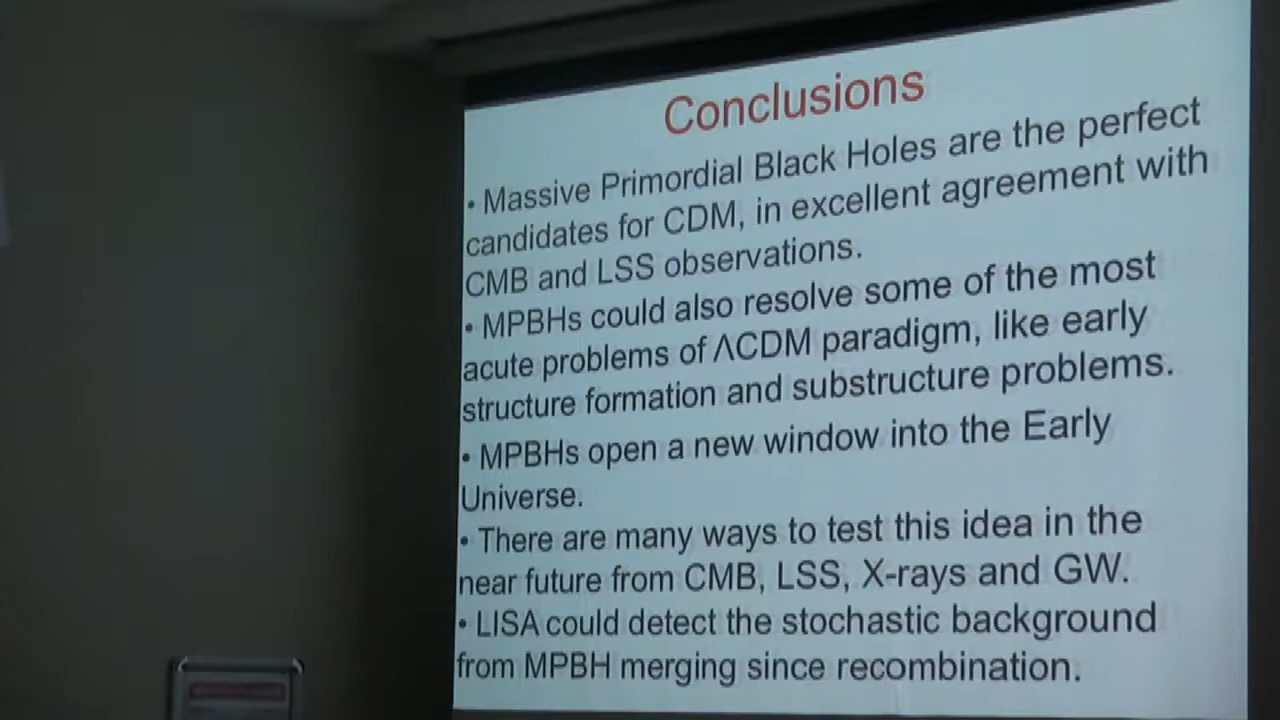 Conclusions
• Massive Primordial Black Holes are the perfect
candidates for CDM, in excellent agreement with
CMB and LSS observations.
• MPBHs could also resolve some of the most
acute problems of ΛCDM paradigm, like early
structure formation and substructure problems.
• MPBHs open a new window into the Early
Universe.
• There are many ways to test this idea in the
near future from CMB, LSS, X-rays and GW.
• LISA could detect the stochastic background
from MPBH merging since recombination.